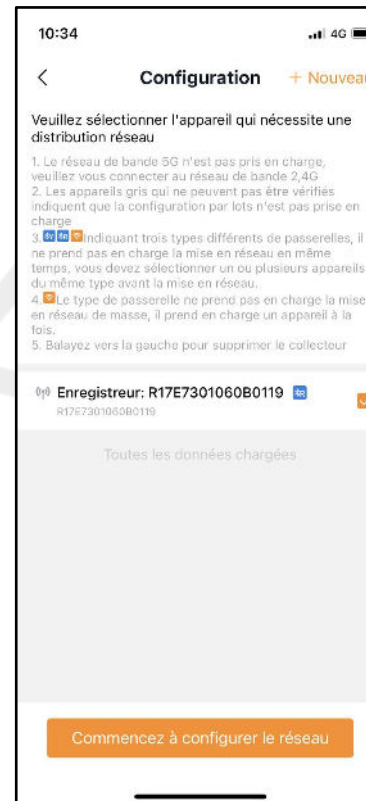 10:34
4G
Configuration + Nouveau
Veuillez sélectionner l'appareil qui nécessite une
distribution réseau
1. Le réseau de bande 5G n'est pas pris en charge,
veuillez vous connecter au réseau de bande 2,4G
2. Les appareils gris qui ne peuvent pas être vérifiés
indiquent que la configuration par lots n'est pas prise en
charge
3. Indiquant trois types différents de passerelles, il
ne prend pas en charge la mise en réseau en même
temps, vous devez sélectionner un ou plusieurs appareils
du même type avant la mise en réseau.
4. Le type de passerelle ne prend pas en charge la mise
en réseau de masse, il prend en charge un appareil à la
fois.
5. Balayez vers la gauche pour supprimer le collecteur
Enregistreur: R17E7301060B0119
R17E7301060B0119
Toutes les données chargées
Commencez à configurer le réseau